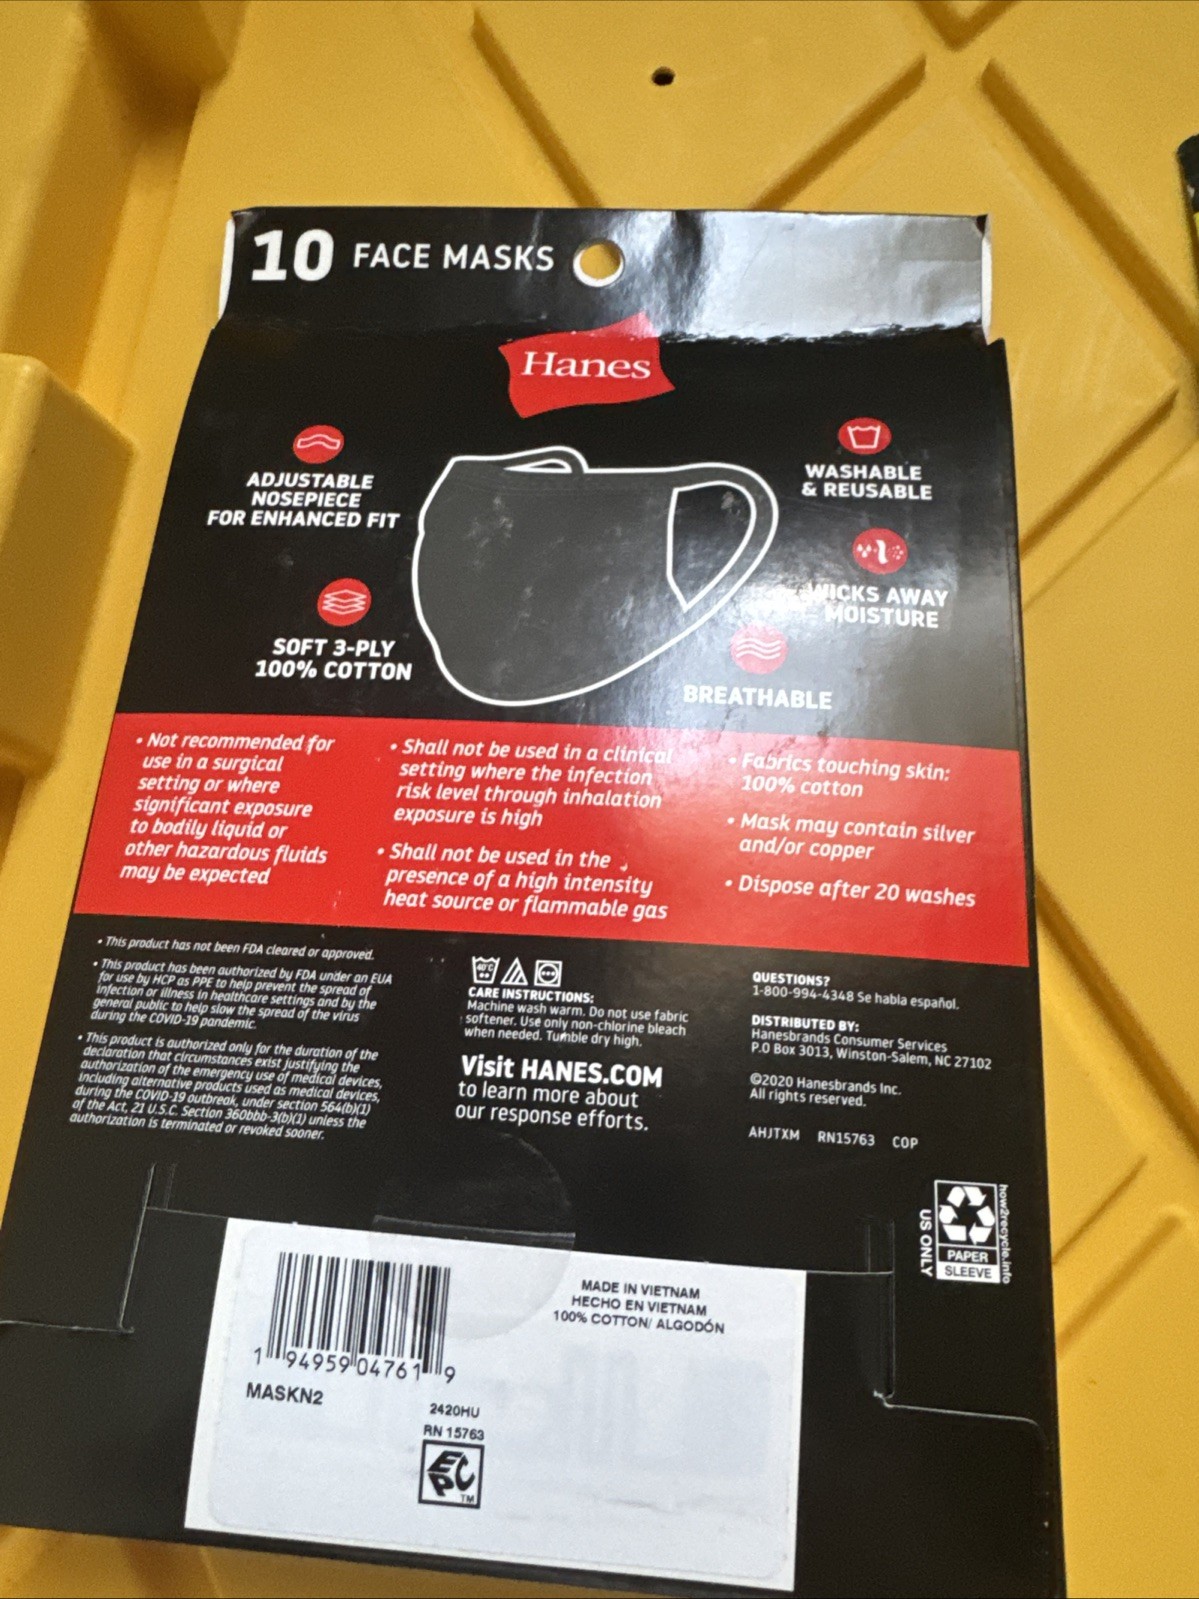 10 FACE MASKS
Hanes
ADJUSTABLE
NOSEPIECE
FOR ENHANCED FIT
SOFT 3-PLY
100% COTTON
WASHABLE
& REUSABLE
WICKS AWAY
MOISTURE
BREATHABLE
• Not recommended for
use in a surgical
setting or where
significant exposure
to bodily liquid or
other hazardous fluids
may be expected
• Shall not be used in a clinical
setting where the infection
risk level through inhalation
exposure is high
• Shall not be used in the
presence of a high intensity
heat source or flammable gas
• Fabrics touching skin:
100% cotton
• Mask may contain silver
and/or copper
• Dispose after 20 washes
• This product has not been FDA cleared or approved.
• This product has been authorized by FDA under an EUA
for use by HCP as PPE to help prevent the spread of
infection or illness in healthcare settings and by the
general public to help slow the spread of the virus
during the COVID-19 pandemic.
• This product is authorized only for the duration of the
declaration that circumstances exist justifying the
authorization of the emergency use of medical devices,
including alternative products used as medical devices,
during the COVID-19 outbreak, under section 564(b)(1)
of the Act, 21 U.S.C. Section 360bbb-3(b)(1) unless the
authorization is terminated or revoked sooner.
40°C
CARE INSTRUCTIONS:
Machine wash warm. Do not use fabric
softener. Use only non-chlorine bleach
when needed. Tumble dry high.
Visit HANES.COM
to learn more about
our response efforts.
QUESTIONS?
1-800-994-4348 Se habla español.
DISTRIBUTED BY:
Hanesbrands Consumer Services
P.O Box 3013, Winston-Salem, NC 27102
©2020 Hanesbrands Inc.
All rights reserved.
AHJTXM RN15763 COP
US ONLY
PAPER
SLEEVE
how2recycle.info
MADE IN VIETNAM
HECHO EN VIETNAM
100% COTTON/ ALGODÓN
1 94959 04761 9
MASKN2
2420HU
RN 15763
EPC
TM